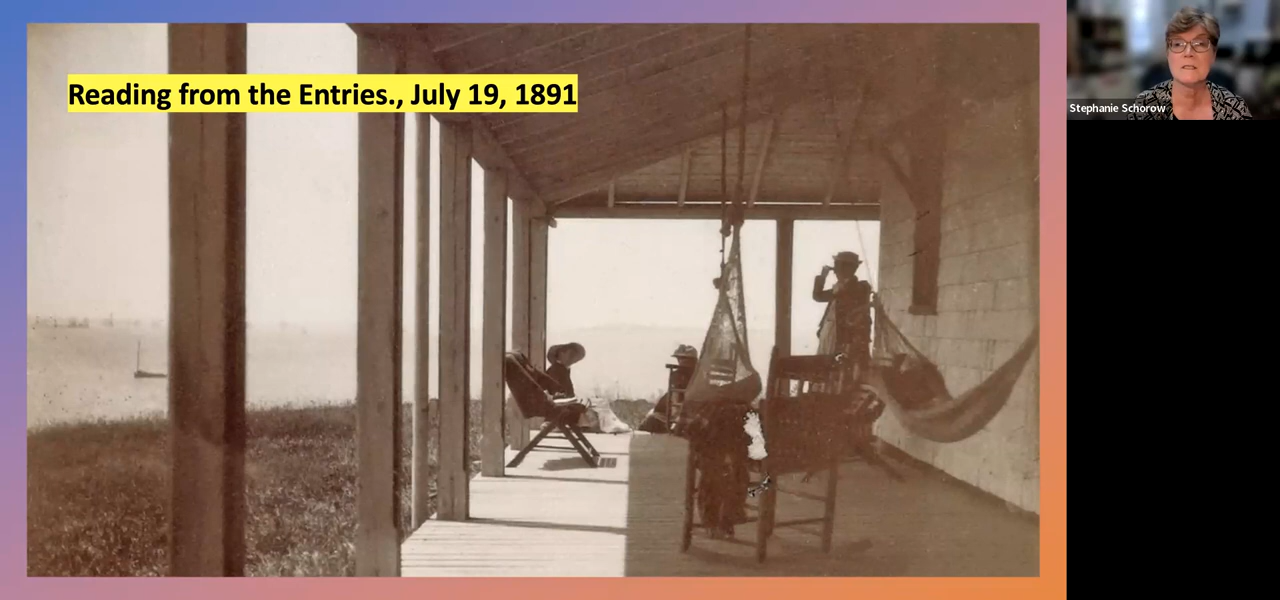 Reading from the Entries., July 19, 1891
Stephanie Schorow